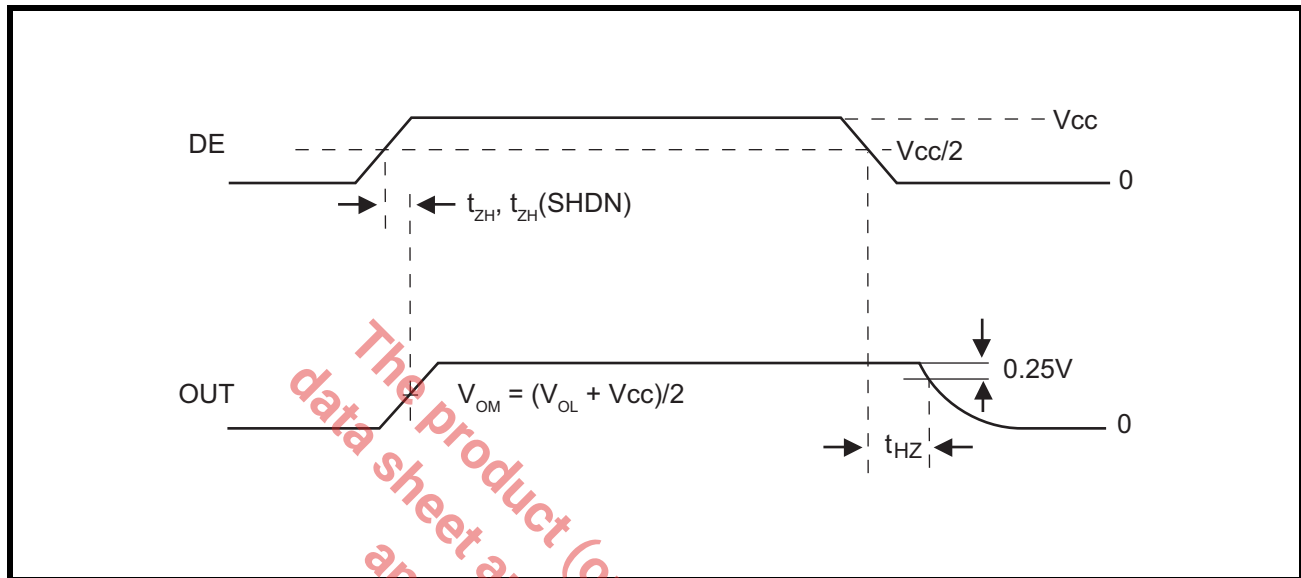 DE
Vcc
Vcc/2
0
tZH, tZH(SHDN)
OUT
VOM = (VOL + Vcc)/2
0.25V
0
tHZ
The product (o
data sheet a